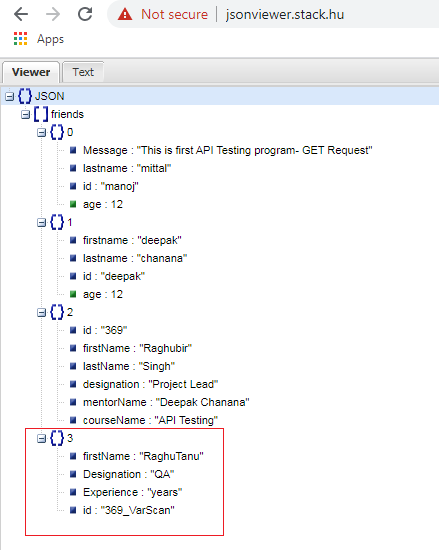 Not secure | jsonviewer.stack.hu
Apps
Viewer Text
{} JSON
[] friends
{} 0
Message : "This is first API Testing program- GET Request"
lastname : "mittal"
id : "manoj"
age : 12
{} 1
firstname : "deepak"
lastname : "chanana"
id : "deepak"
age : 12
{} 2
id : "369"
firstName : "Raghubir"
lastName : "Singh"
designation : "Project Lead"
mentorName : "Deepak Chanana"
courseName : "API Testing"
{} 3
firstName : "RaghuTanu"
Designation : "QA"
Experience : "years"
id : "369_VarScan"